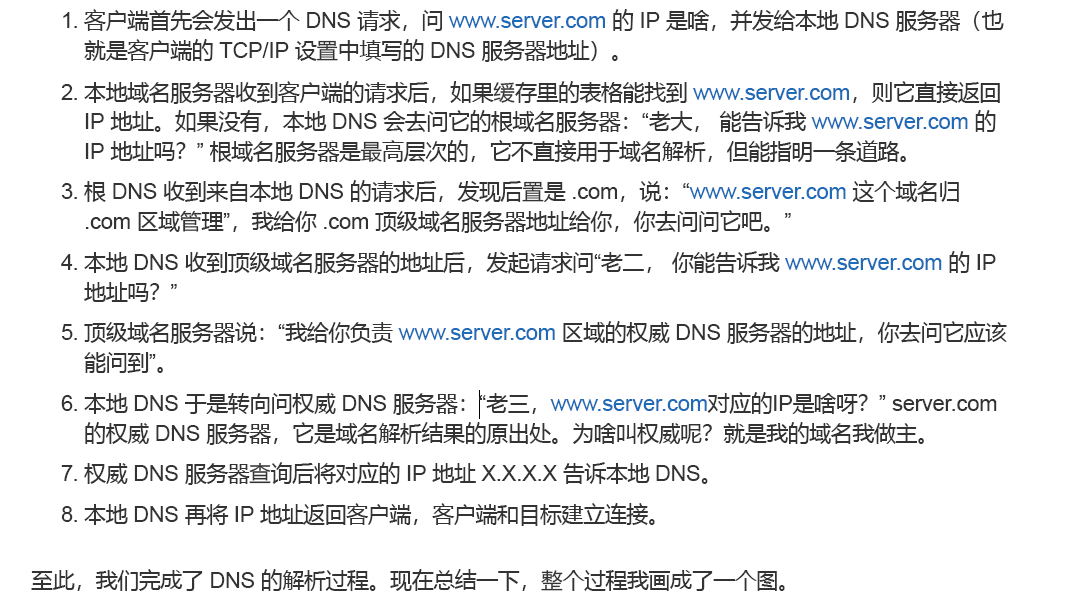 1. 客户端首先会发出一个 DNS 请求，问 www.server.com 的 IP 是啥，并发给本地 DNS 服务器（也
就是客户端的 TCP/IP 设置中填写的 DNS 服务器地址）。
2. 本地域名服务器收到客户端的请求后，如果缓存里的表格能找到 www.server.com，则它直接返回
IP 地址。如果没有，本地 DNS 会去问它的根域名服务器：“老大， 能告诉我 www.server.com 的
IP 地址吗？” 根域名服务器是最高层次的，它不直接用于域名解析，但能指明一条道路。
3. 根 DNS 收到来自本地 DNS 的请求后，发现后置是 .com，说：“www.server.com 这个域名归
.com 区域管理”，我给你 .com 顶级域名服务器地址给你，你去问问它吧。”
4. 本地 DNS 收到顶级域名服务器的地址后，发起请求问“老二， 你能告诉我 www.server.com 的 IP
地址吗？”
5. 顶级域名服务器说：“我给你负责 www.server.com 区域的权威 DNS 服务器的地址，你去问它应该
能问到”。
6. 本地 DNS 于是转向问权威 DNS 服务器：“老三，www.server.com对应的IP是啥呀？” server.com
的权威 DNS 服务器，它是域名解析结果的原出处。为啥叫权威呢？就是我的域名我做主。
7. 权威 DNS 服务器查询后将对应的 IP 地址 X.X.X.X 告诉本地 DNS。
8. 本地 DNS 再将 IP 地址返回客户端，客户端和目标建立连接。
至此，我们完成了 DNS 的解析过程。现在总结一下，整个过程我画成了一个图。